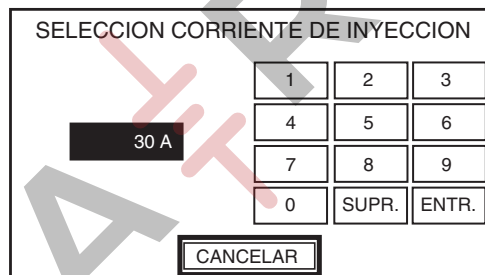 SELECCION CORRIENTE DE INYECCION
1 2 3
30 A
4 5 6
7 8 9
0 SUPR. ENTR.
CANCELAR